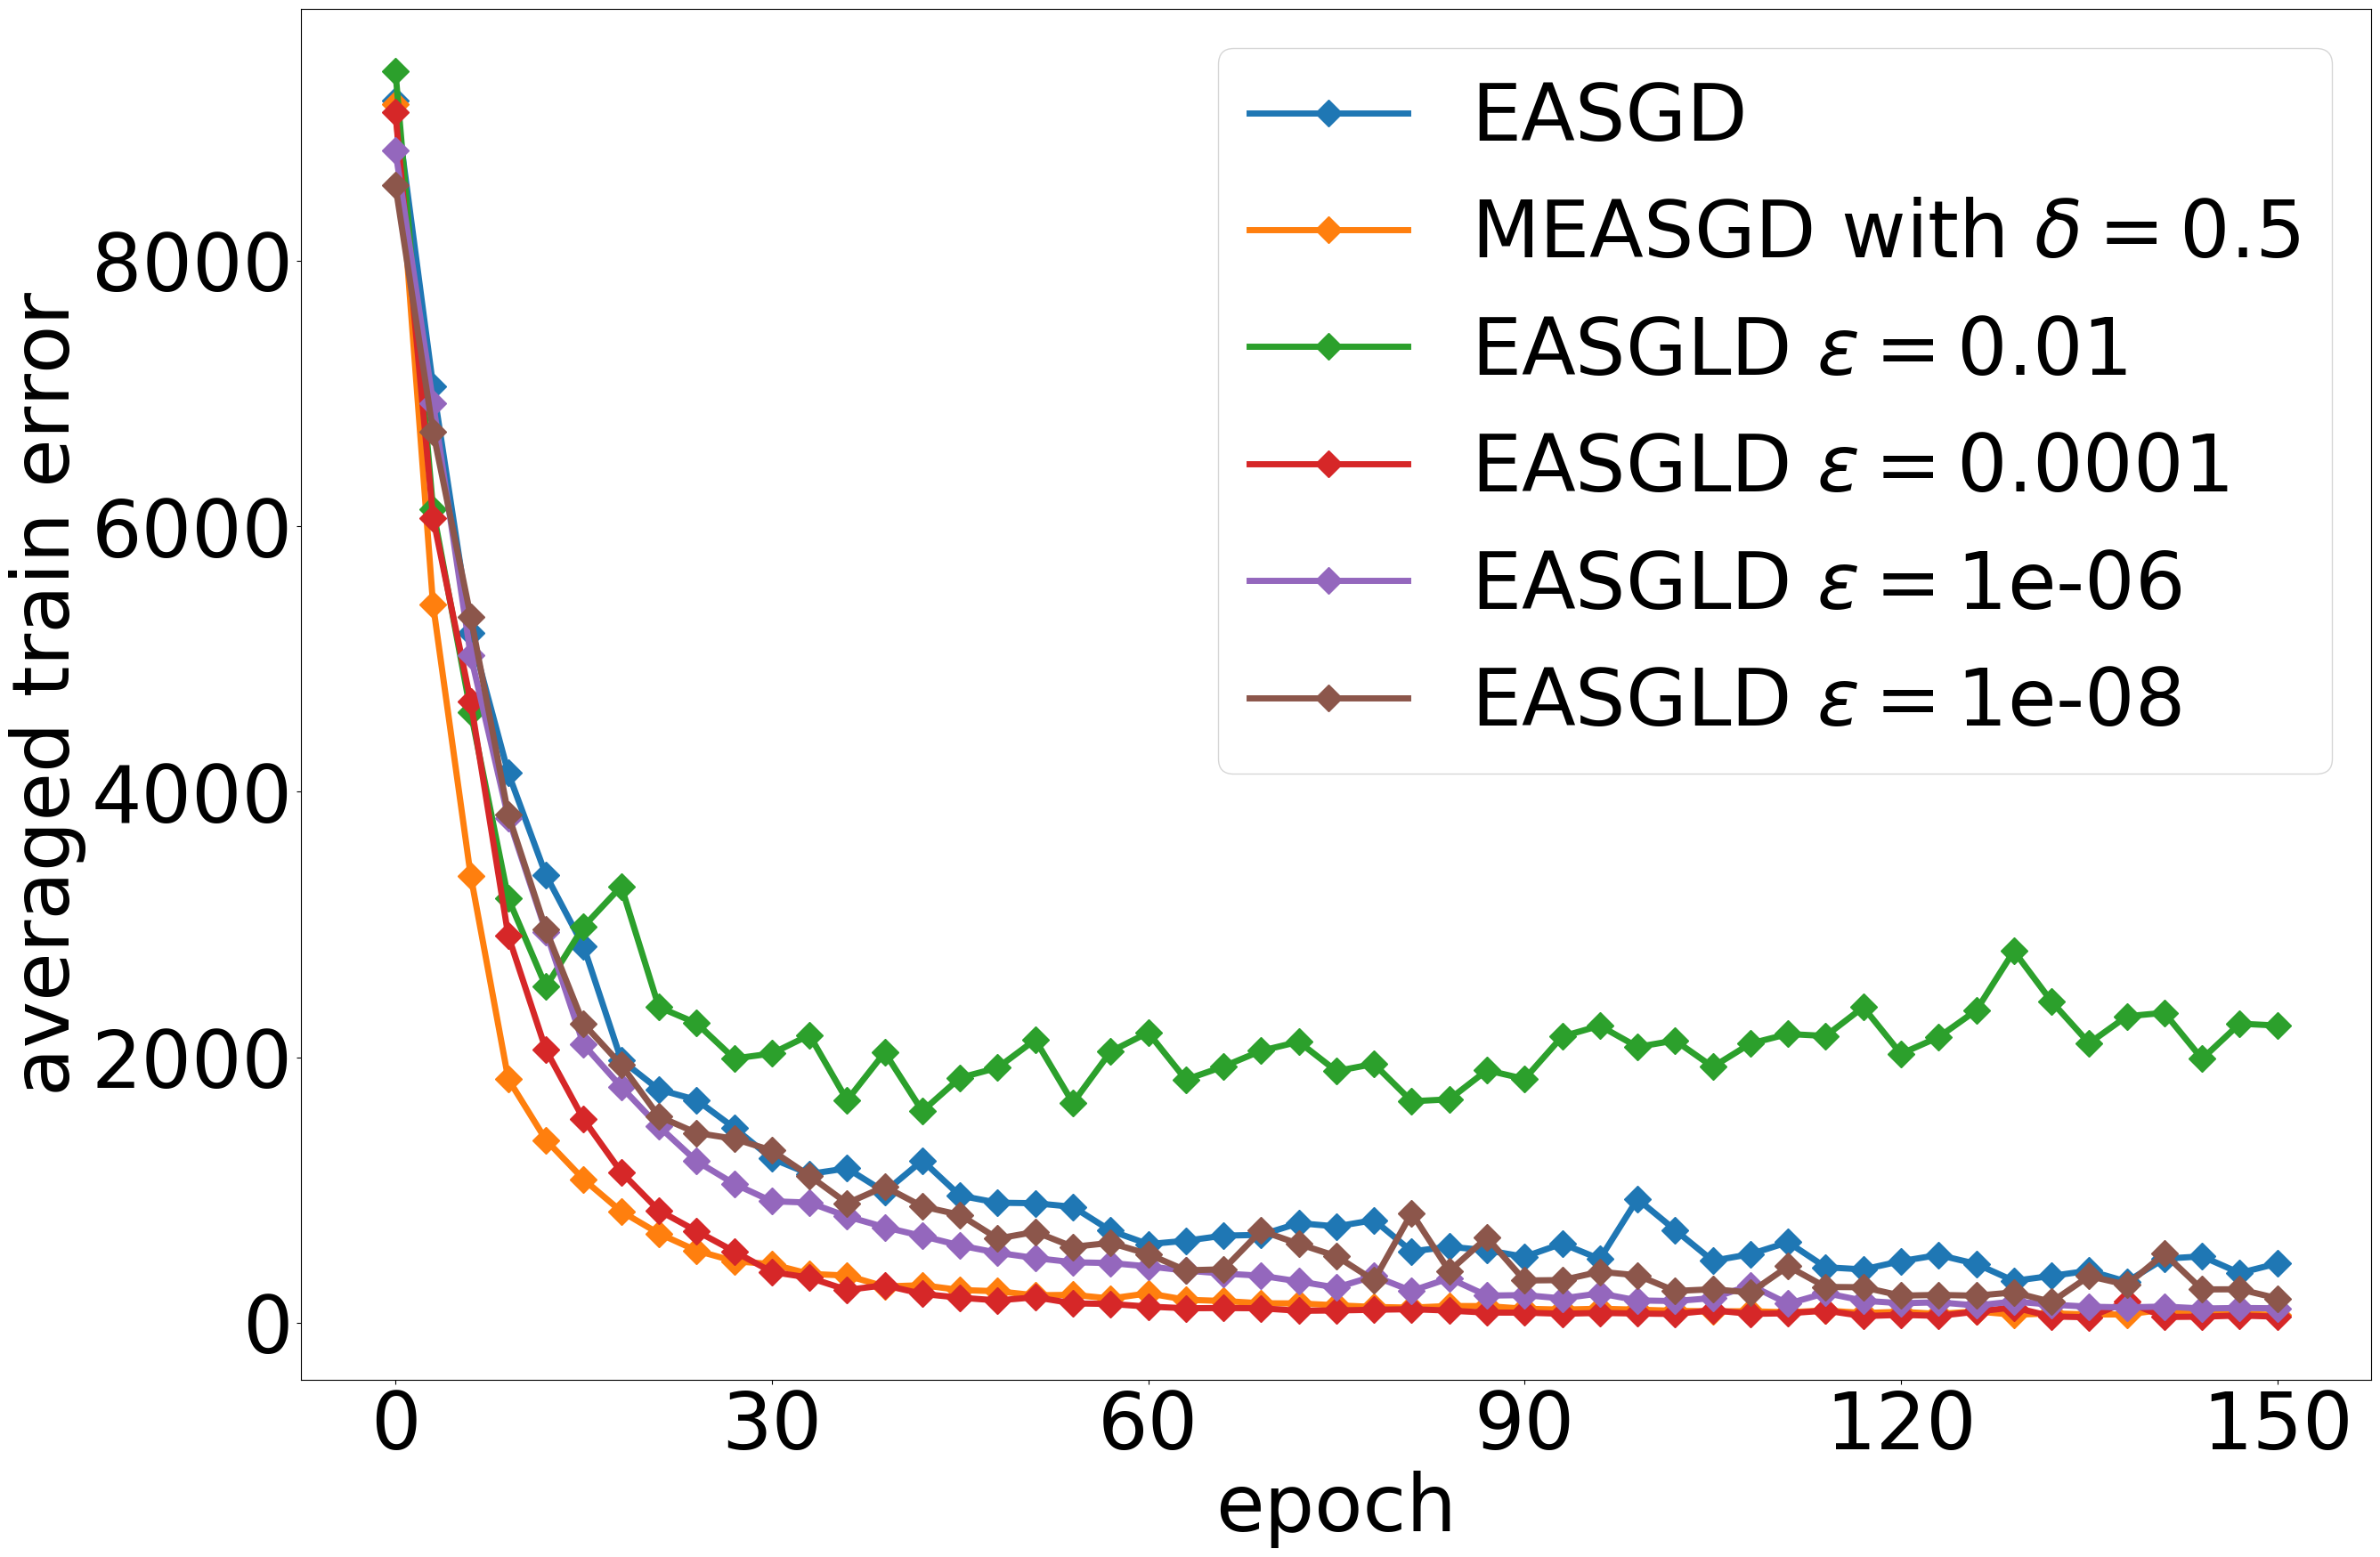 averaged train error
8000
6000
4000
2000
0
EASGD
MEASGD with δ = 0.5
EASGLD ε = 0.01
EASGLD ε = 0.0001
EASGLD ε = 1e-06
EASGLD ε = 1e-08
0 30 60 90 120 150
epoch